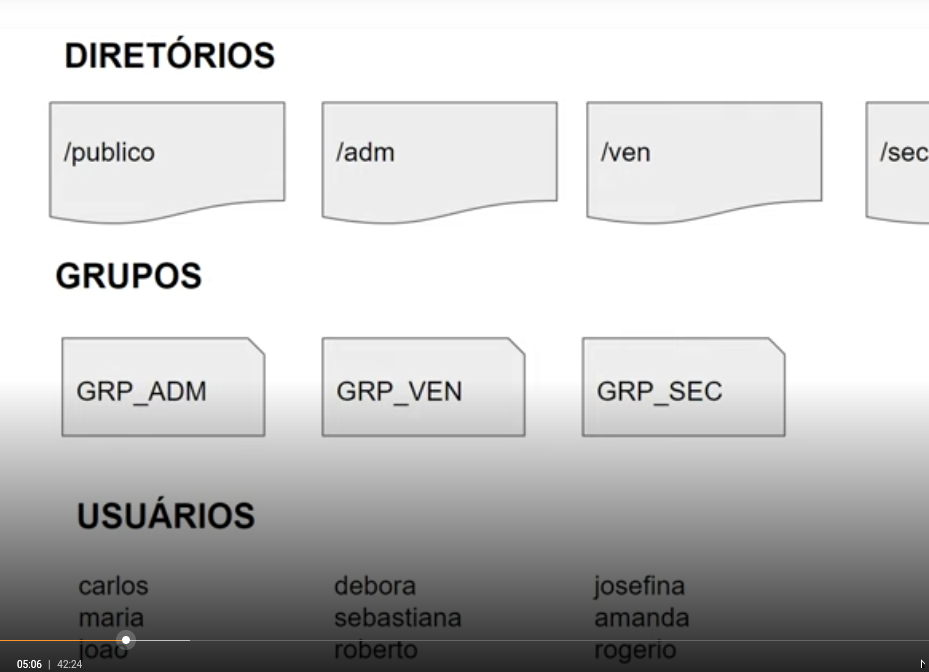 DIRETÓRIOS
/publico
/adm
/ven
/sec
GRUPOS
GRP_ADM
GRP_VEN
GRP_SEC
USUÁRIOS
carlos
debora
josefina
maria
sebastiana
amanda
joao
roberto
rogerio
05:06 | 42:24